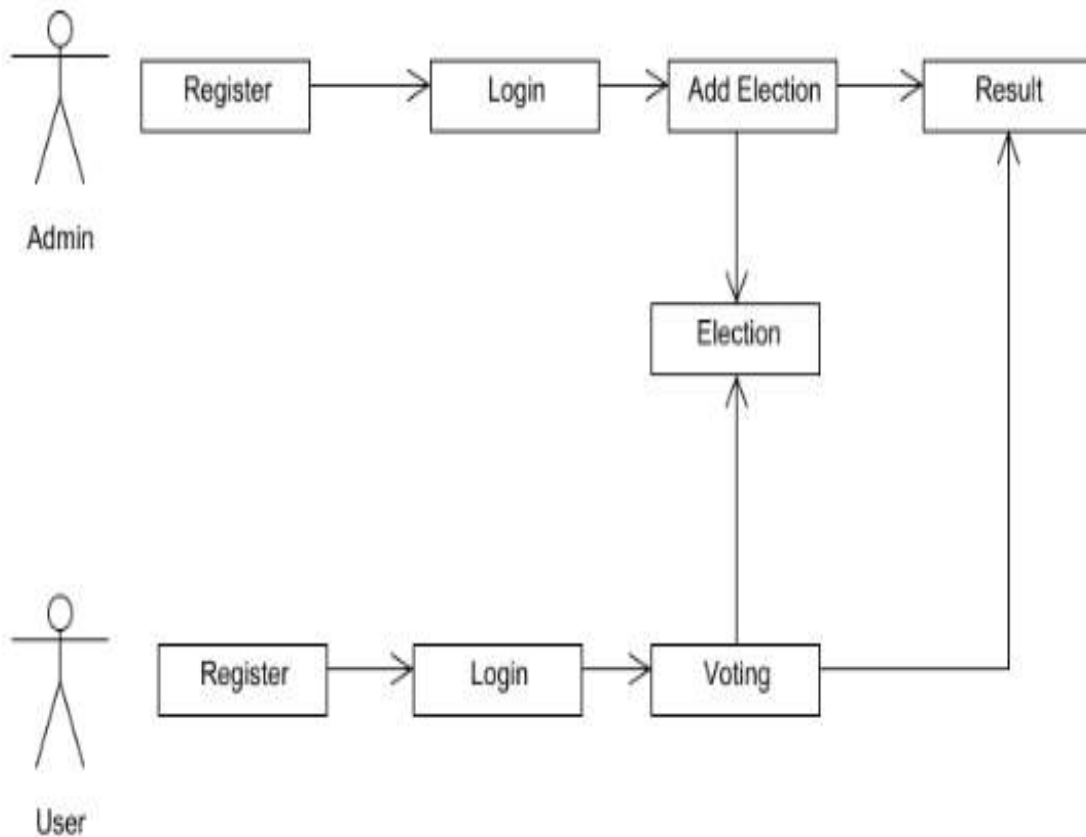 Register
Login
Add Election
Result
Admin
Election
Register
Login
Voting
User